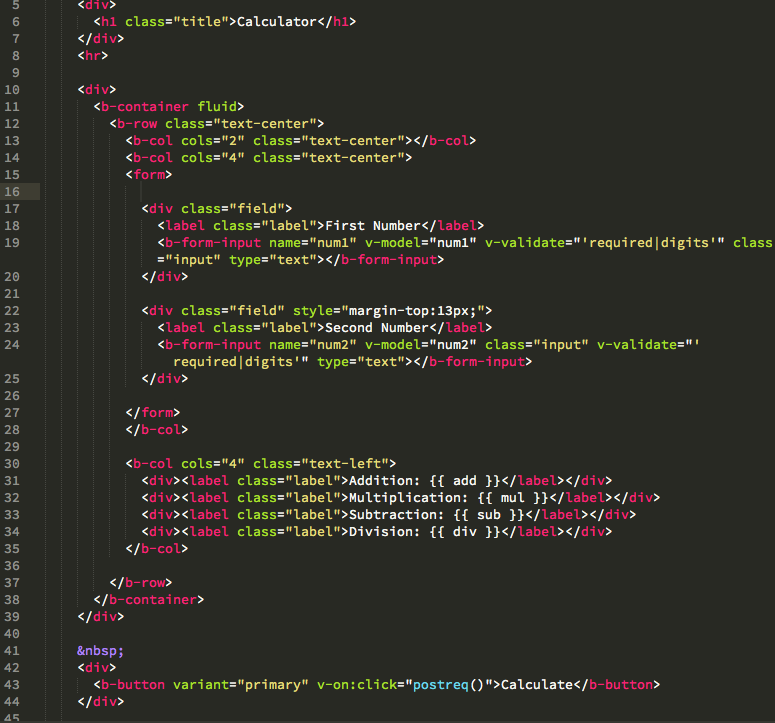 5 <div>
6 <h1 class="title">Calculator</h1>
7 </div>
8 <hr>
9
10 <div>
11 <b-container fluid>
12 <b-row class="text-center">
13 <b-col cols="2" class="text-center"></b-col>
14 <b-col cols="4" class="text-center">
15 <form>
16
17 <div class="field">
18 <label class="label">First Number</label>
19 <b-form-input name="num1" v-model="num1" v-validate="'required|digits'" class
="input" type="text"></b-form-input>
20 </div>
21
22 <div class="field" style="margin-top:13px;">
23 <label class="label">Second Number</label>
24 <b-form-input name="num2" v-model="num2" class="input" v-validate="'
required|digits'" type="text"></b-form-input>
25 </div>
26
27 </form>
28 </b-col>
29
30 <b-col cols="4" class="text-left">
31 <div><label class="label">Addition: {{ add }}</label></div>
32 <div><label class="label">Multiplication: {{ mul }}</label></div>
33 <div><label class="label">Subtraction: {{ sub }}</label></div>
34 <div><label class="label">Division: {{ div }}</label></div>
35 </b-col>
36
37 </b-row>
38 </b-container>
39 </div>
40
41 &nbsp;
42 <div>
43 <b-button variant="primary" v-on:click="postreq()">Calculate</b-button>
44 </div>
45